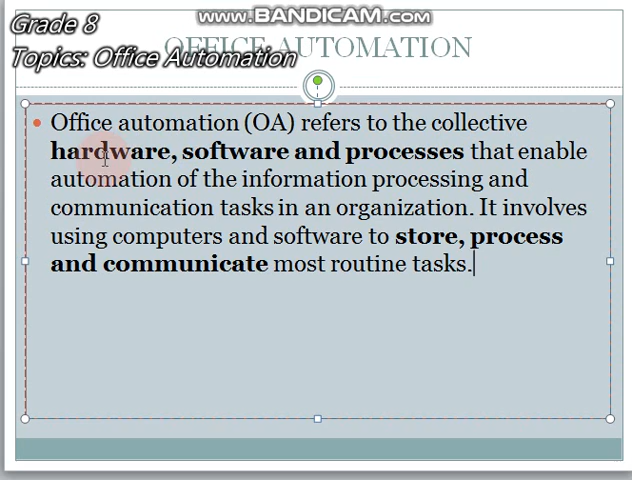 www.BANDICAM.com
Grade 8
OFFICE AUTOMATION
Topics: Office Automation
Office automation (OA) refers to the collective
hardware, software and processes that enable
automation of the information processing and
communication tasks in an organization. It involves
using computers and software to store, process
and communicate most routine tasks.